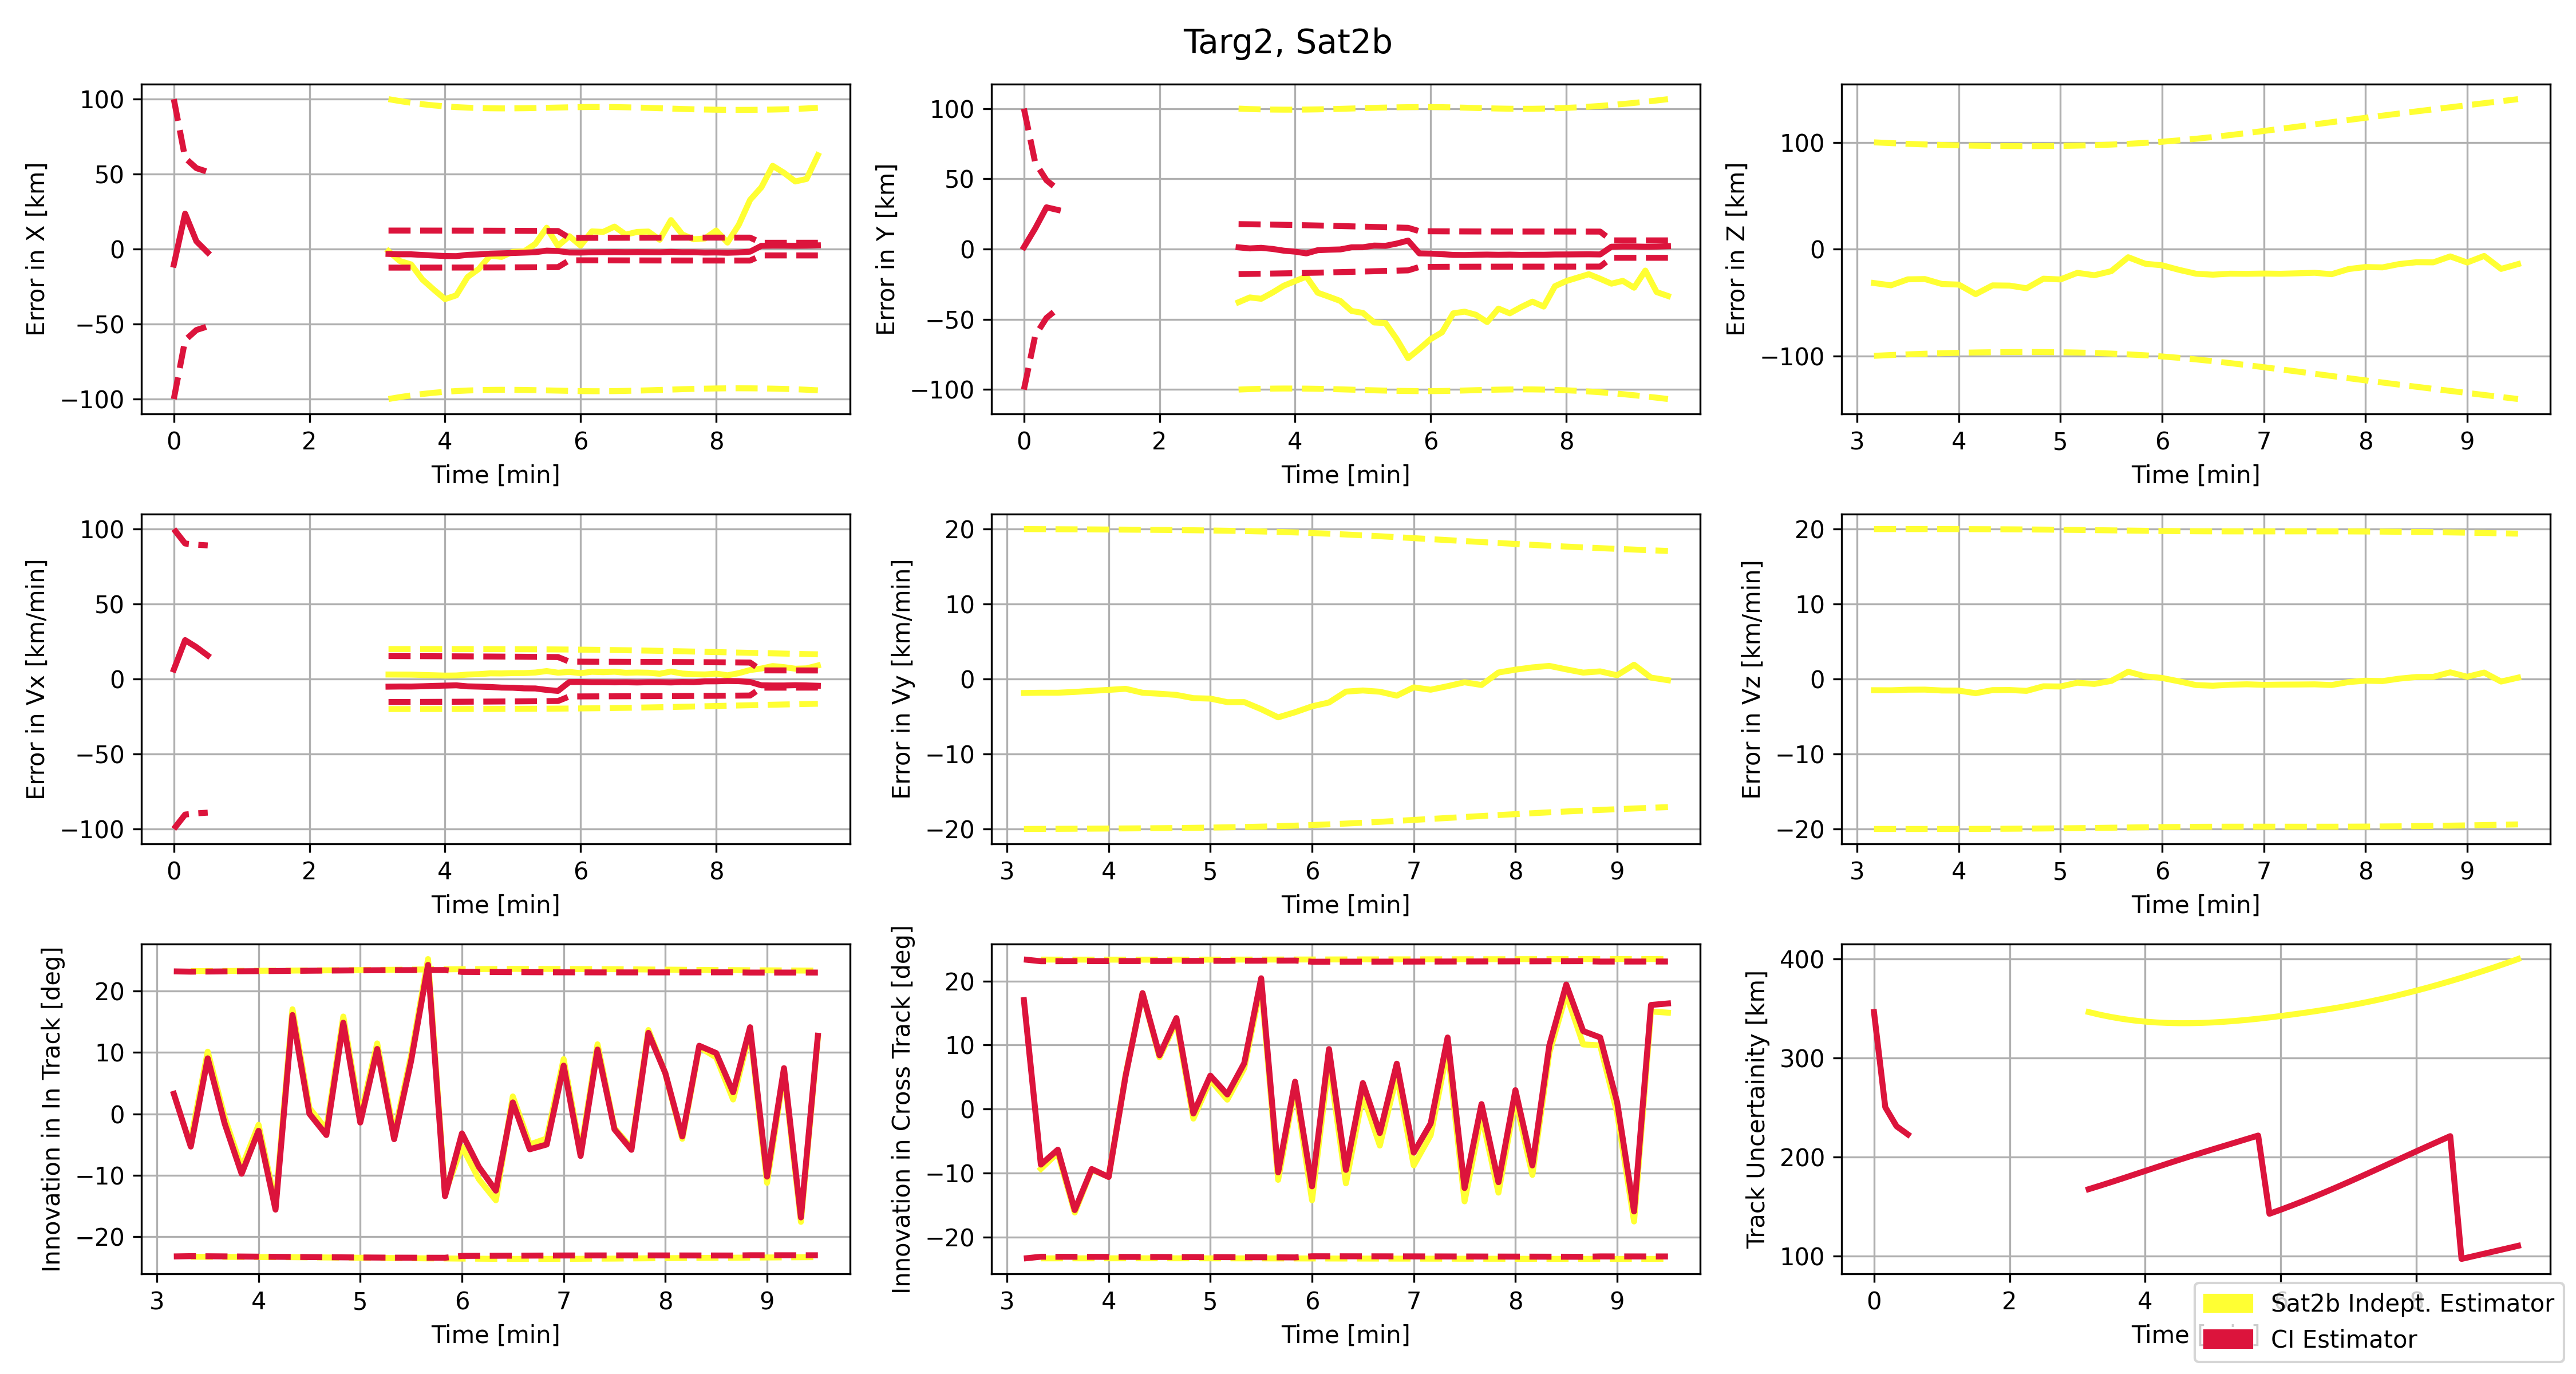 Targ2, Sat2b
Error in X [km]
100
50
0
−50
−100
0 2 4 6 8
Time [min]
Error in Y [km]
100
50
0
−50
−100
0 2 4 6 8
Time [min]
Error in Z [km]
100
0
−100
3 4 5 6 7 8 9
Time [min]
Error in Vx [km/min]
100
50
0
−50
−100
0 2 4 6 8
Time [min]
Error in Vy [km/min]
20
10
0
−10
−20
3 4 5 6 7 8 9
Time [min]
Error in Vz [km/min]
20
10
0
−10
−20
3 4 5 6 7 8 9
Time [min]
Innovation in In Track [deg]
20
10
0
−10
−20
3 4 5 6 7 8 9
Time [min]
Innovation in Cross Track [deg]
20
10
0
−10
−20
3 4 5 6 7 8 9
Time [min]
Track Uncertainity [km]
400
300
200
100
0 2 4 6 8
Time
Sat2b Indept. Estimator
CI Estimator